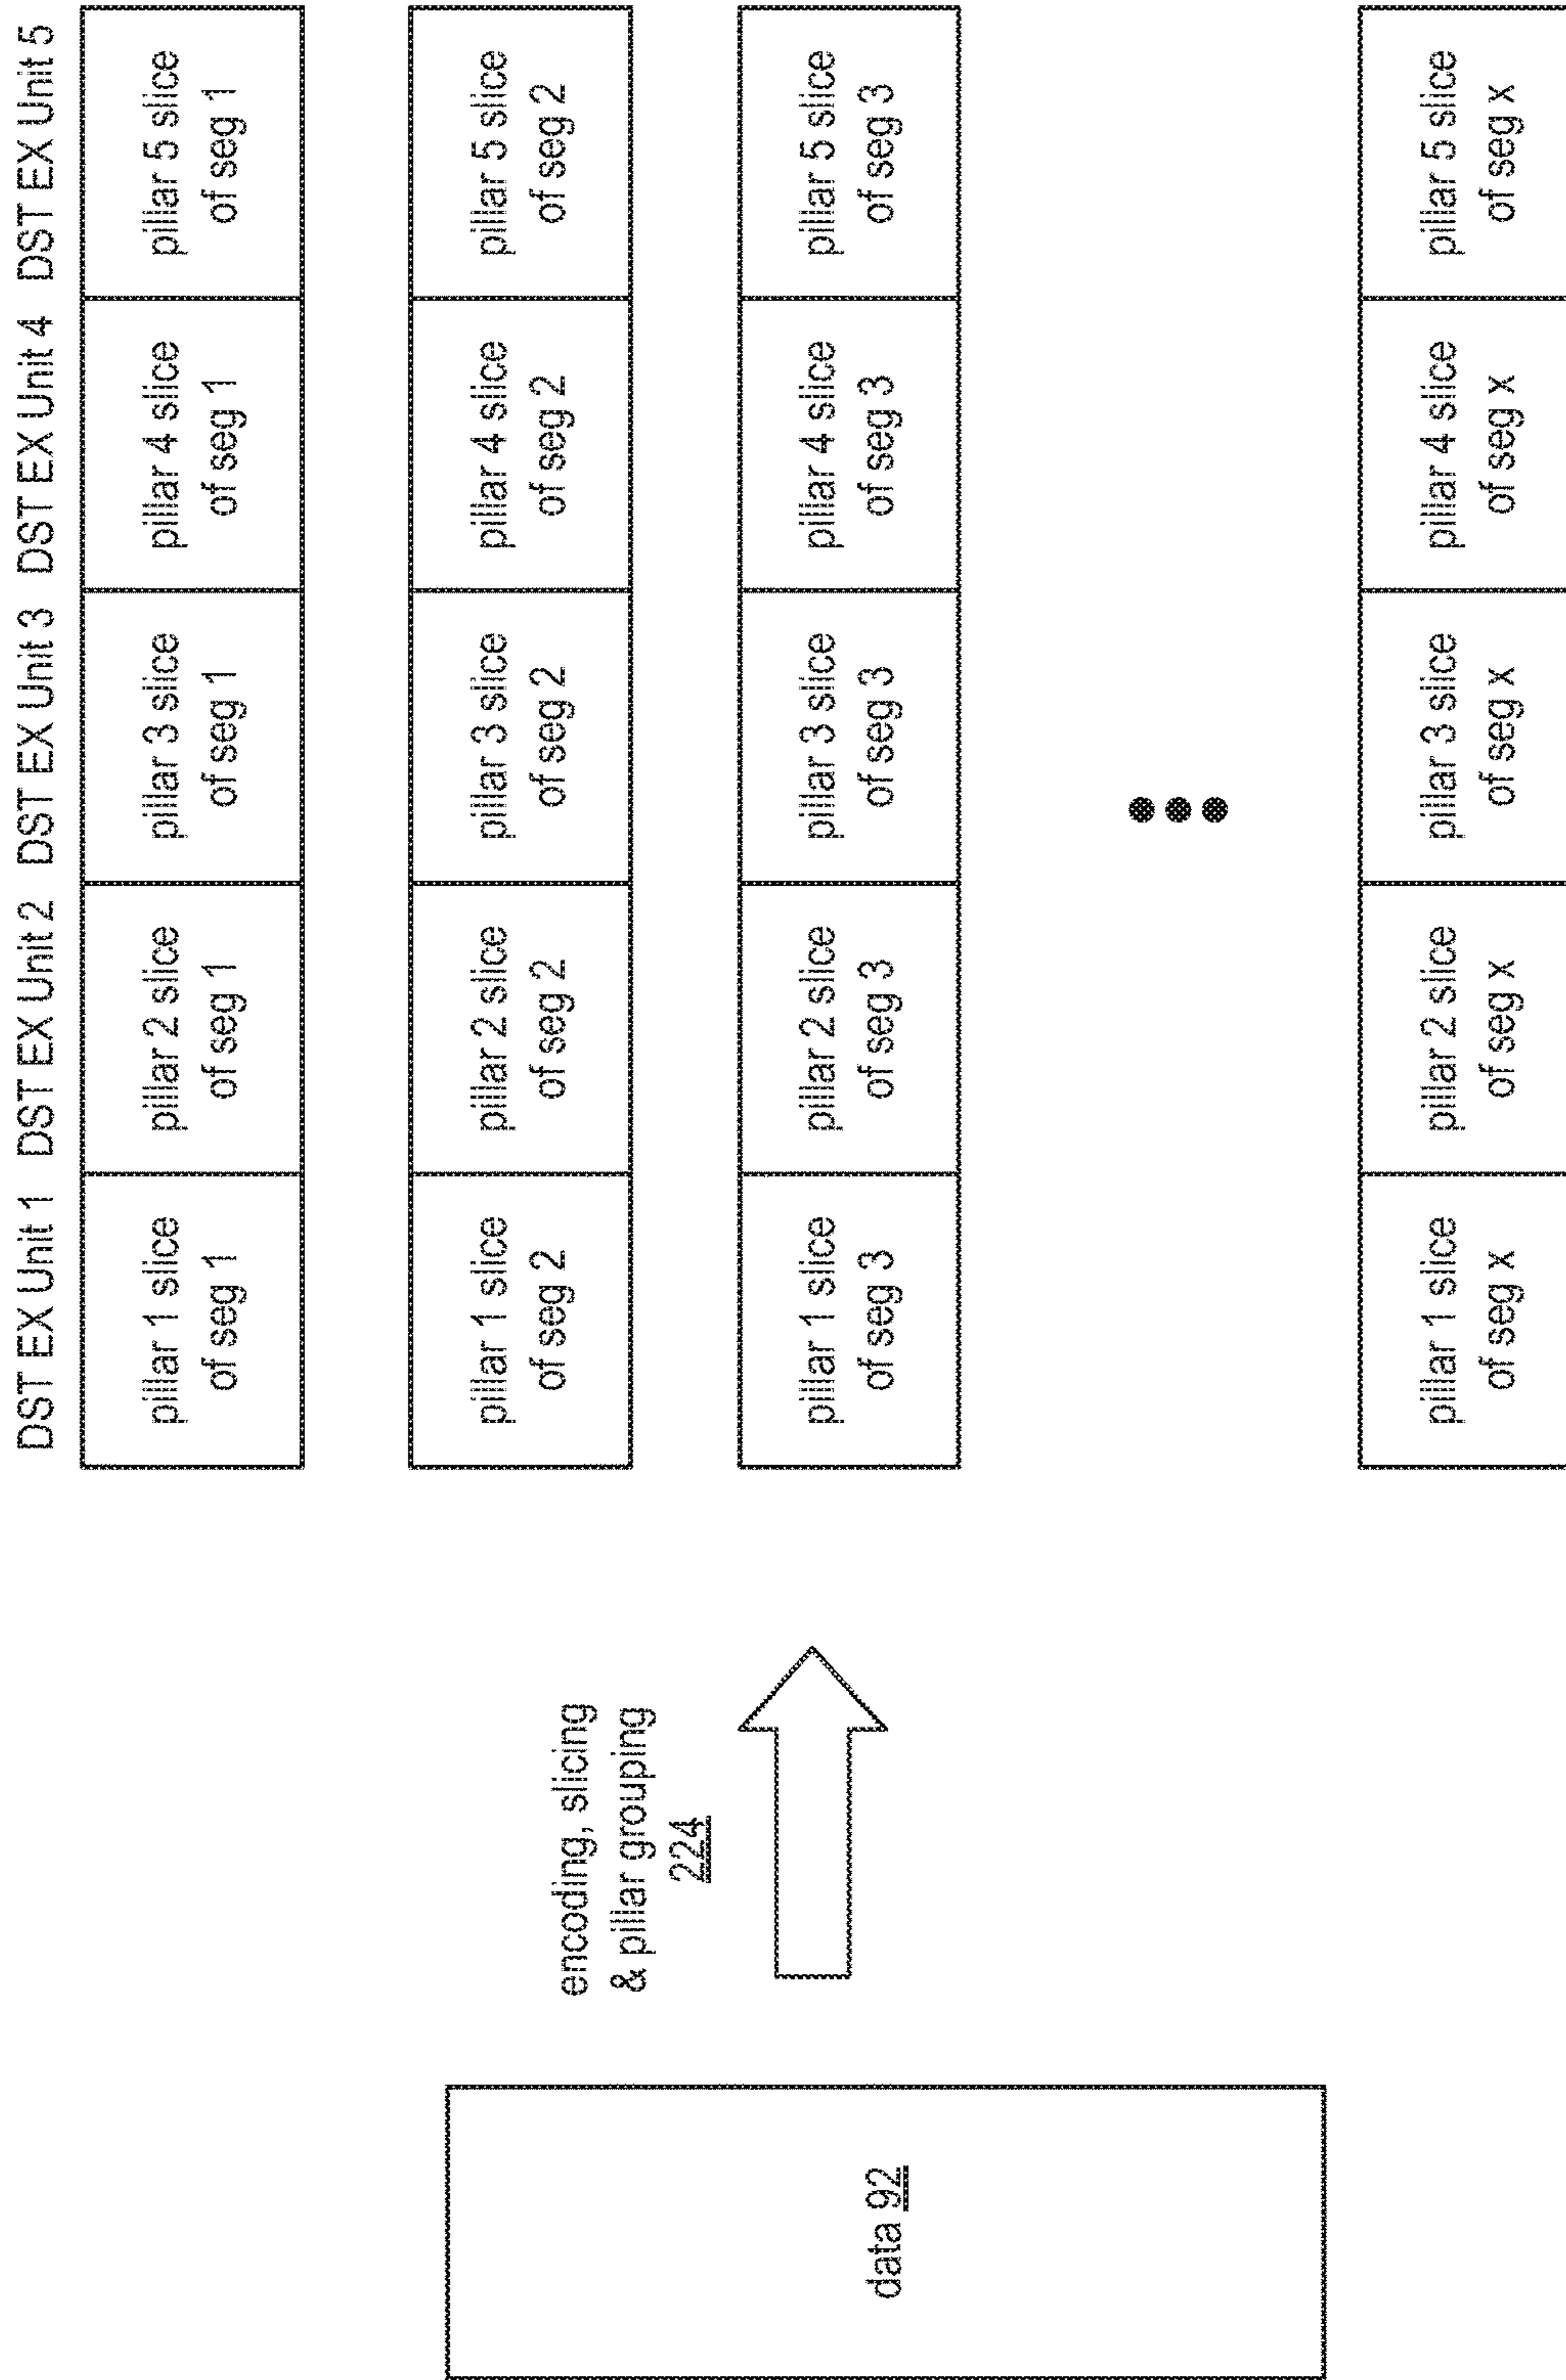 data 92
encoding, slicing
& pillar grouping
224
DST EX Unit 1 DST EX Unit 2 DST EX Unit 3 DST EX Unit 4 DST EX Unit 5
pillar 1 slice
of seg 1
pillar 2 slice
of seg 1
pillar 3 slice
of seg 1
pillar 4 slice
of seg 1
pillar 5 slice
of seg 1
pillar 1 slice
of seg 2
pillar 2 slice
of seg 2
pillar 3 slice
of seg 2
pillar 4 slice
of seg 2
pillar 5 slice
of seg 2
pillar 1 slice
of seg 3
pillar 2 slice
of seg 3
pillar 3 slice
of seg 3
pillar 4 slice
of seg 3
pillar 5 slice
of seg 3
pillar 1 slice
of seg x
pillar 2 slice
of seg x
pillar 3 slice
of seg x
pillar 4 slice
of seg x
pillar 5 slice
of seg x